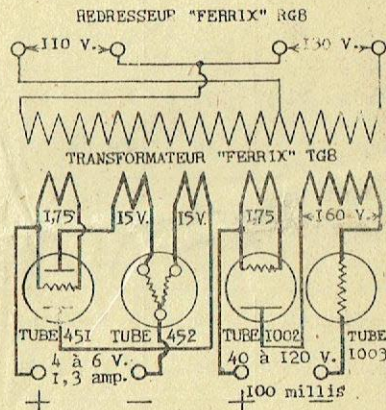 REDRESSEUR "FERRIX" RG8
110 V. 130 V.
TRANSFORMATEUR "FERRIX" TG8
1,75 15 V. 15 V. 1,75 160 V.
TUBE 451 TUBE 452 TUBE 1002 TUBE 1003
4 à 6 V. 40 à 120 V.
1,3 amp. 100 millis
+ - + -